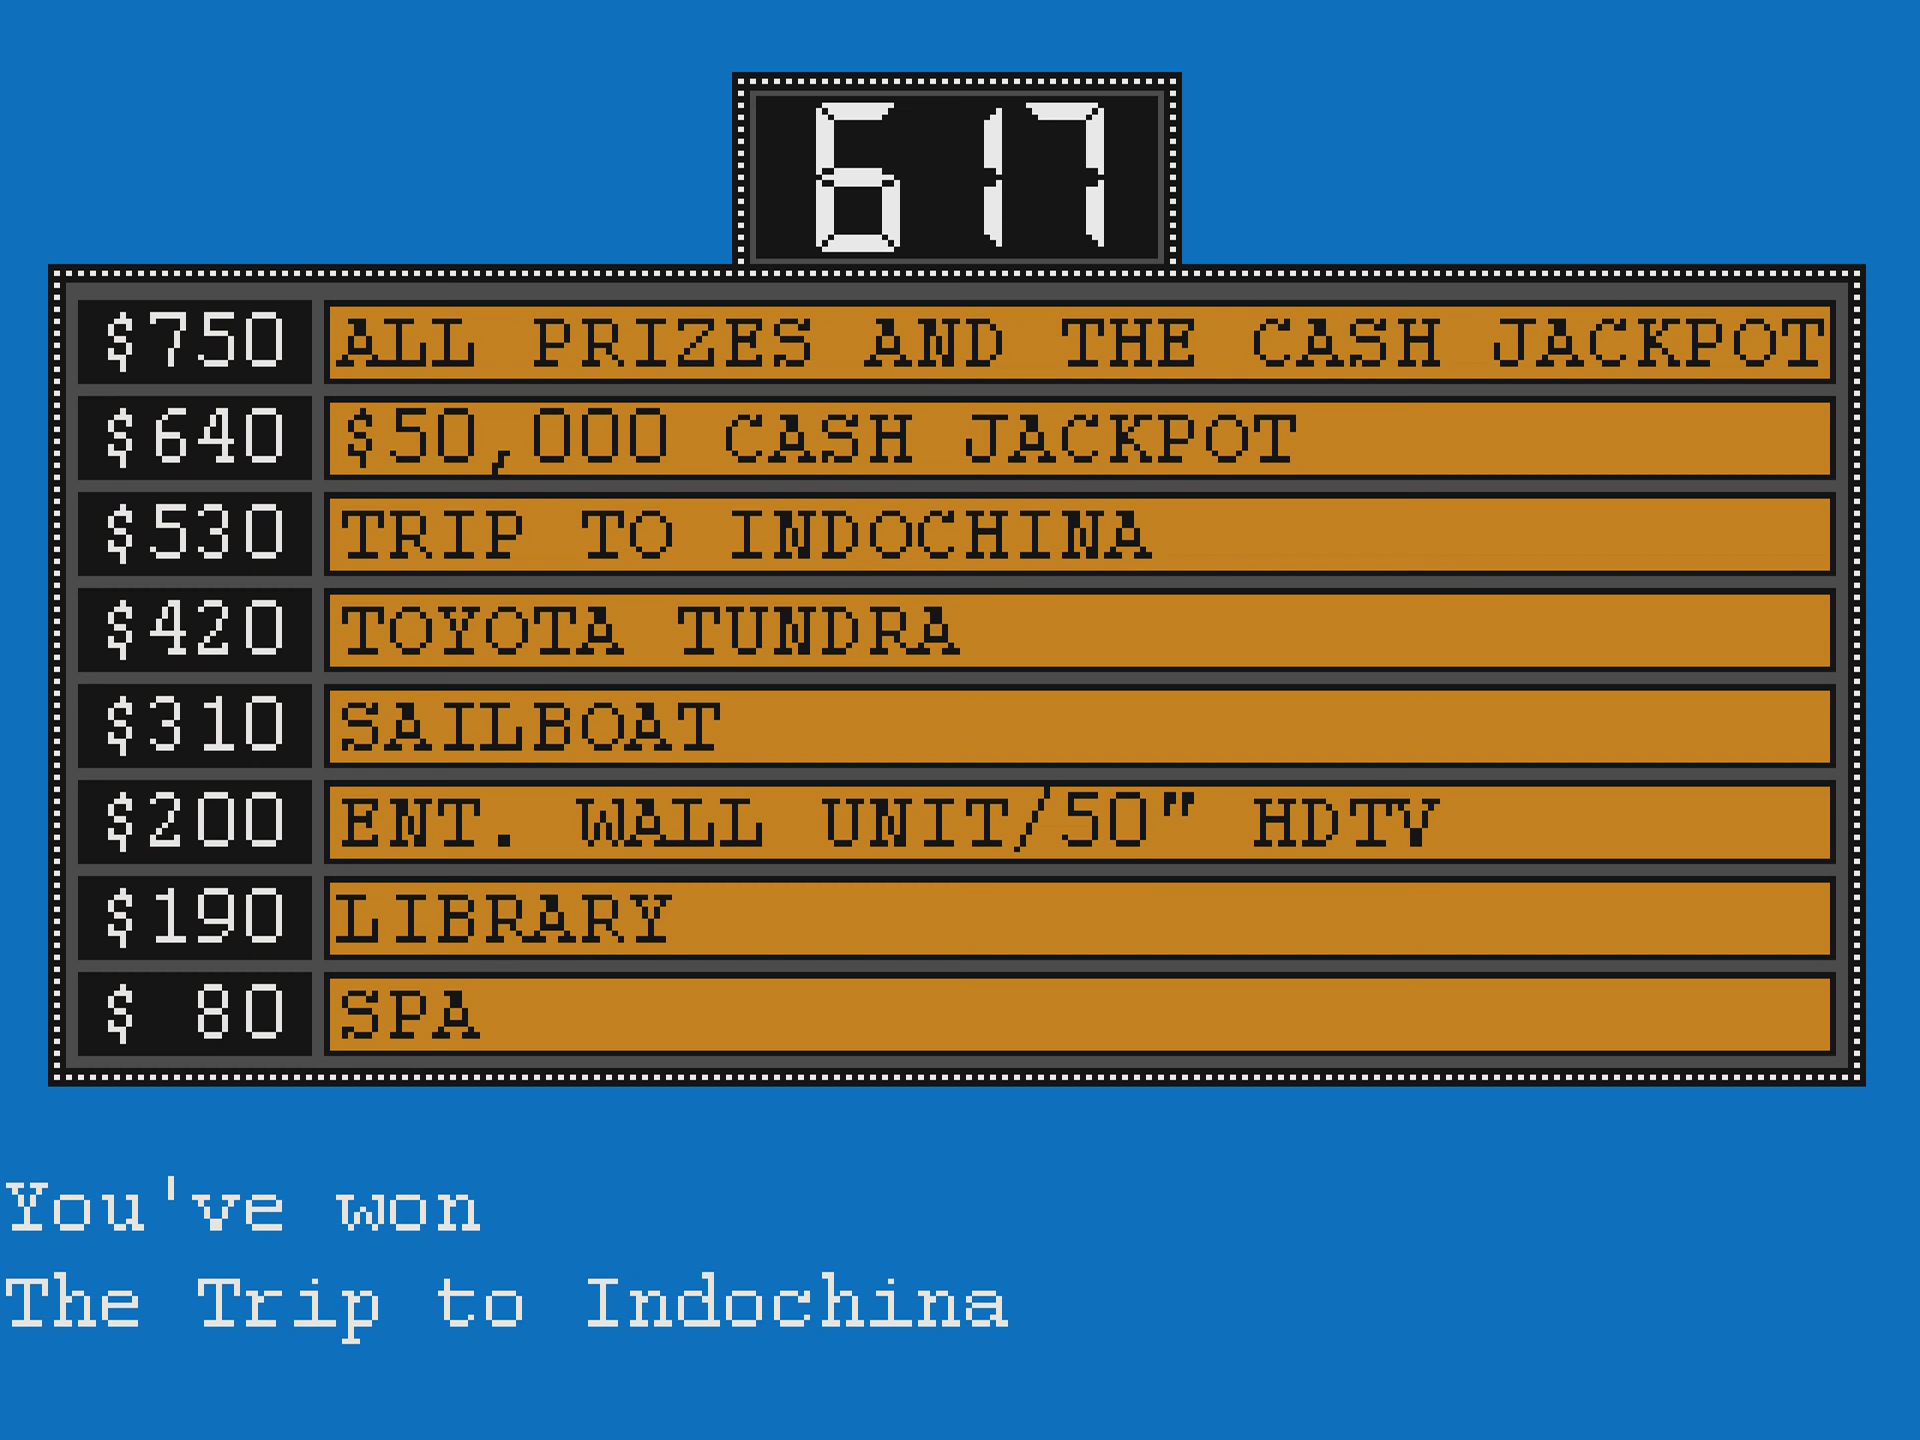 617
$750 ALL PRIZES AND THE CASH JACKPOT
$640 $50,000 CASH JACKPOT
$530 TRIP TO INDOCHINA
$420 TOYOTA TUNDRA
$310 SAILBOAT
$200 ENT. WALL UNIT/50" HDTV
$190 LIBRARY
$ 80 SPA
You've won
The Trip to Indochina